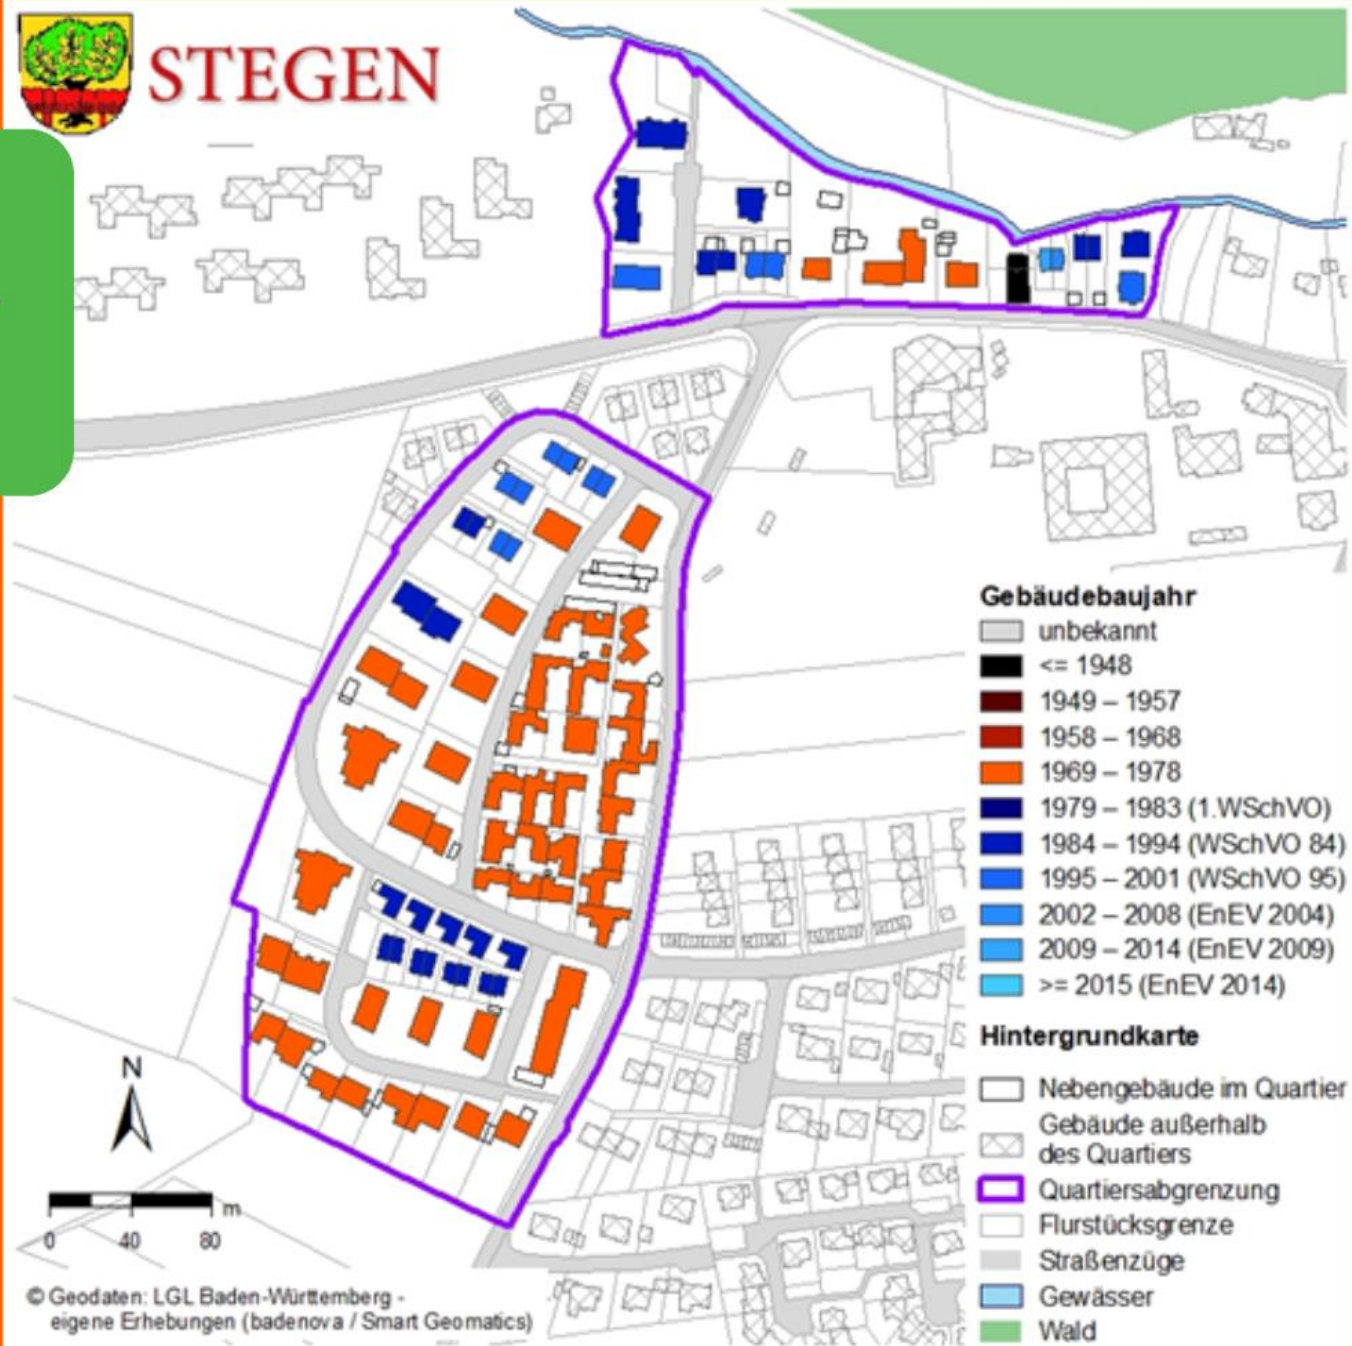 STEGEN
Gebäudebaujahr
unbekannt
<= 1948
1949 – 1957
1958 – 1968
1969 – 1978
1979 – 1983 (1.WSchVO)
1984 – 1994 (WSchVO 84)
1995 – 2001 (WSchVO 95)
2002 – 2008 (EnEV 2004)
2009 – 2014 (EnEV 2009)
>= 2015 (EnEV 2014)
Hintergrundkarte
Nebengebäude im Quartier
Gebäude außerhalb
des Quartiers
Quartiersabgrenzung
Flurstücksgrenze
Straßenzüge
Gewässer
Wald
N
m
0 40 80
© Geodaten: LGL Baden-Württemberg -
eigene Erhebungen (badenova / Smart Geomatics)